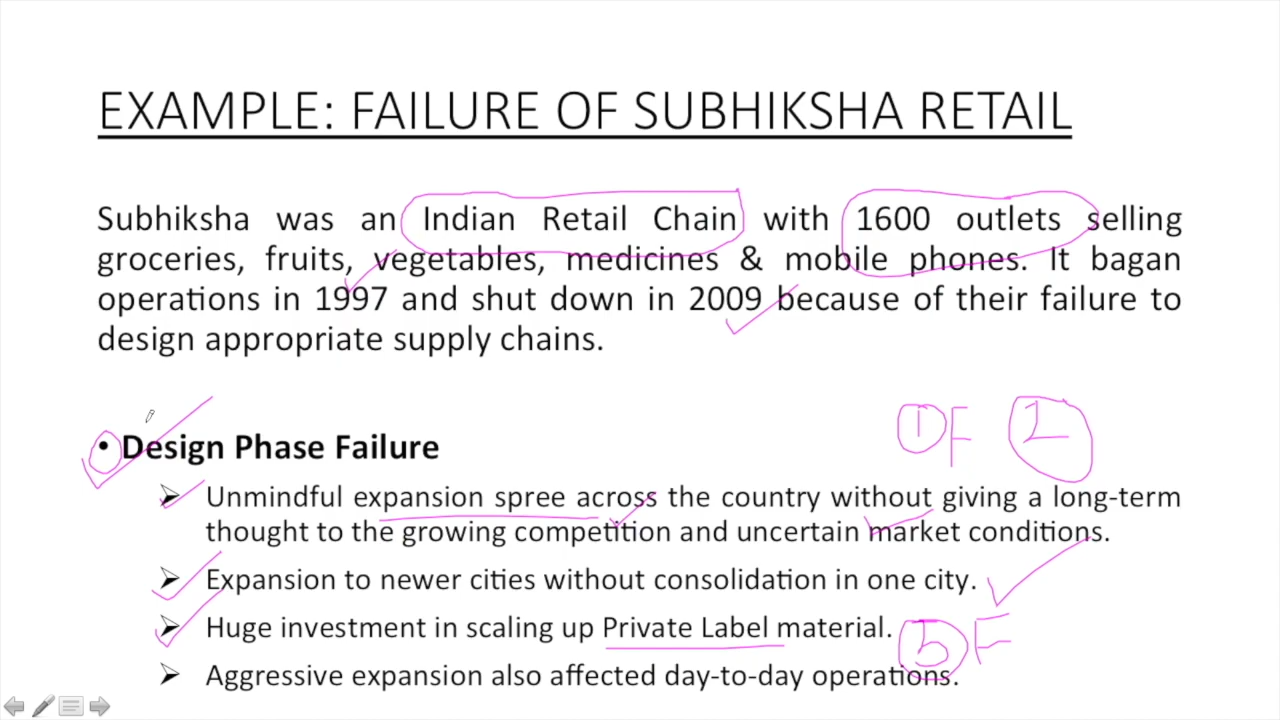 EXAMPLE: FAILURE OF SUBHIKSHA RETAIL
Subhiksha was an Indian Retail Chain with 1600 outlets selling
groceries, fruits, vegetables, medicines & mobile phones. It bagan
operations in 1997 and shut down in 2009 because of their failure to
design appropriate supply chains.
① F 2
• Design Phase Failure
➢ Unmindful expansion spree across the country without giving a long-term
thought to the growing competition and uncertain market conditions.
➢ Expansion to newer cities without consolidation in one city.
➢ Huge investment in scaling up Private Label material.
5 F
➢ Aggressive expansion also affected day-to-day operations.